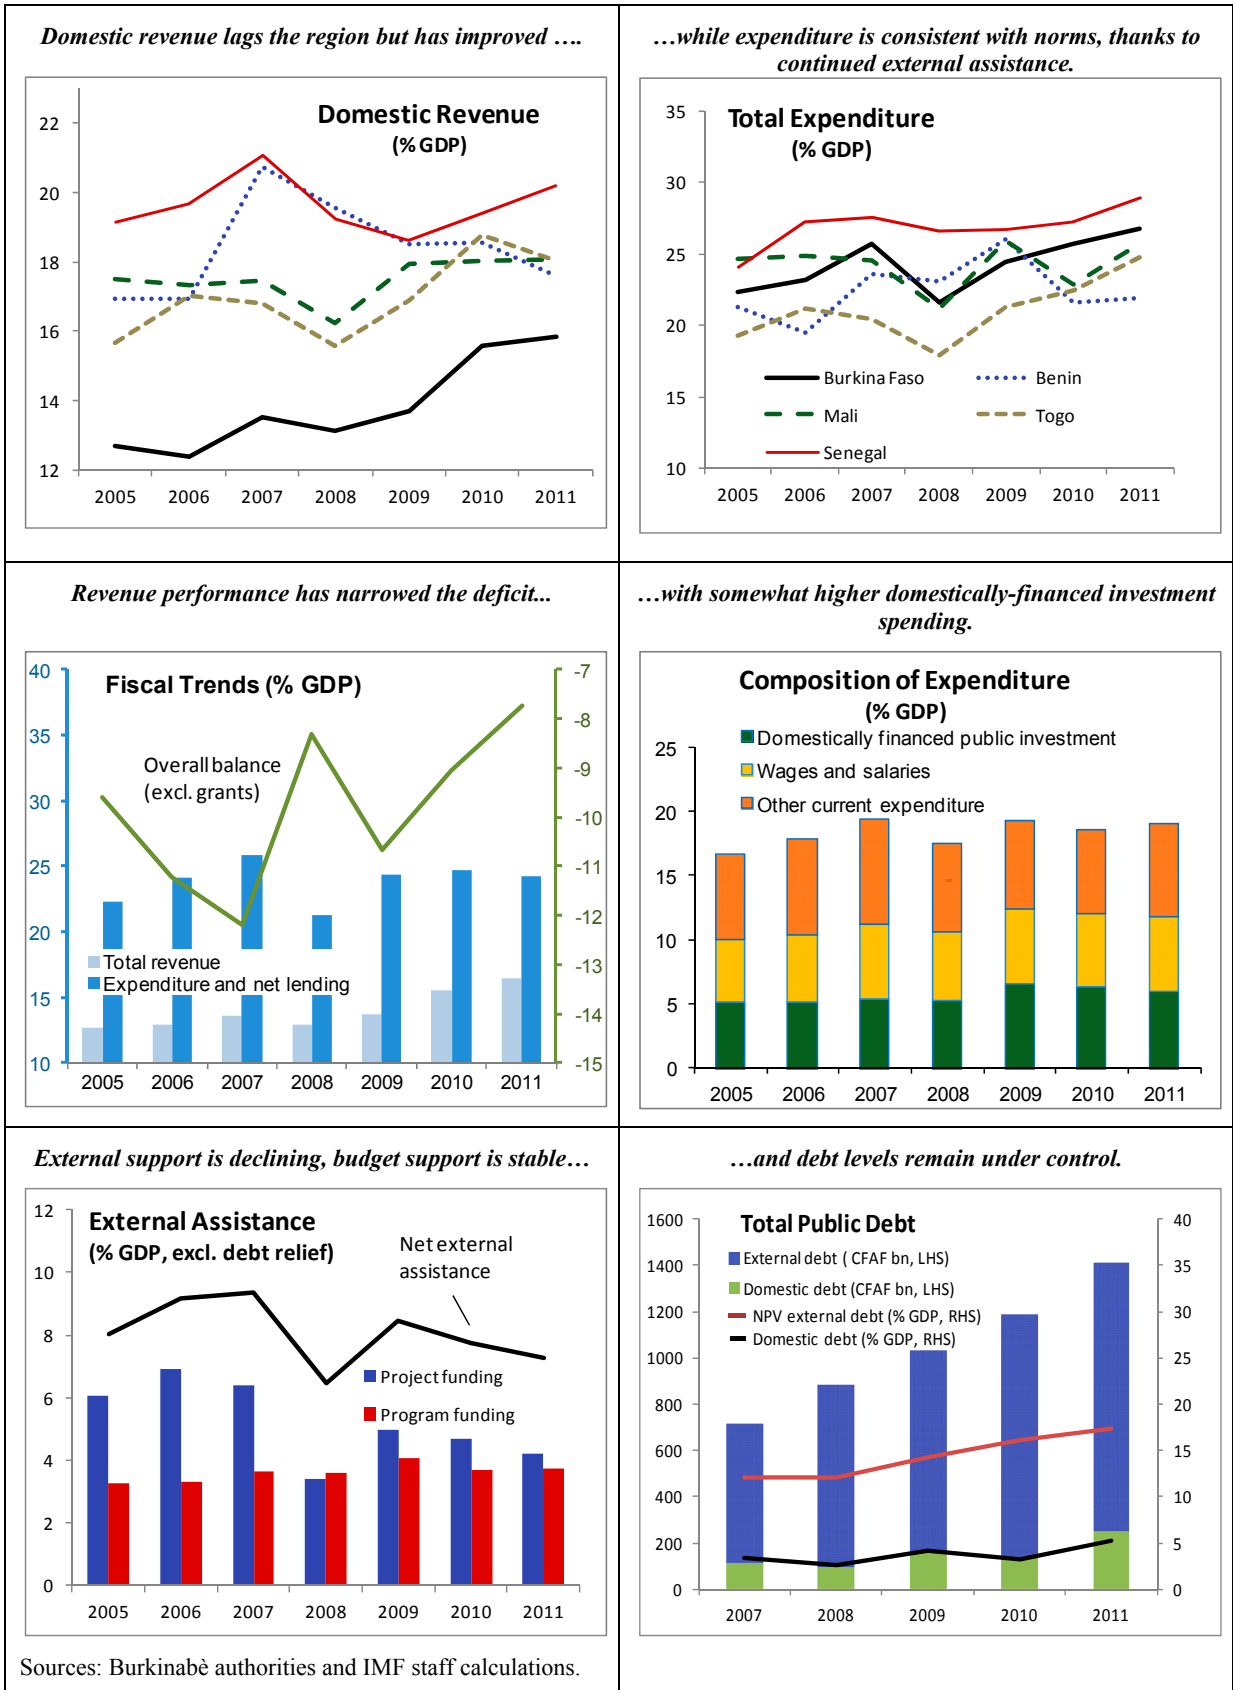 Domestic revenue lags the region but has improved ….
Domestic Revenue
(% GDP)
22
20
18
16
14
12
2005 2006 2007 2008 2009 2010 2011
…while expenditure is consistent with norms, thanks to
continued external assistance.
Total Expenditure
(% GDP)
35
30
25
20
15
10
Burkina Faso
Benin
Mali
Togo
Senegal
2005 2006 2007 2008 2009 2010 2011
Revenue performance has narrowed the deficit...
Fiscal Trends (% GDP)
40
35
30
25
20
15
10
Overall balance
(excl. grants)
Total revenue
Expenditure and net lending
-7
-8
-9
-10
-11
-12
-13
-14
-15
2005 2006 2007 2008 2009 2010 2011
…with somewhat higher domestically-financed investment
spending.
Composition of Expenditure
(% GDP)
Domestically financed public investment
Wages and salaries
Other current expenditure
25
20
15
10
5
0
2005 2006 2007 2008 2009 2010 2011
External support is declining, budget support is stable…
External Assistance
(% GDP, excl. debt relief)
12
10
8
6
4
2
0
Net external
assistance
Project funding
Program funding
2005 2006 2007 2008 2009 2010 2011
…and debt levels remain under control.
Total Public Debt
External debt ( CFAF bn, LHS)
Domestic debt (CFAF bn, LHS)
NPV external debt (% GDP, RHS)
Domestic debt (% GDP, RHS)
1600
1400
1200
1000
800
600
400
200
0
40
35
30
25
20
15
10
5
0
2007 2008 2009 2010 2011
Sources: Burkinabè authorities and IMF staff calculations.